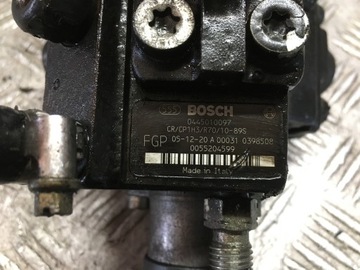 BOSCH
0445010097
CR/CP1H3/R70/10-89S
FGP 05-12-20 A 00031 0398508
0055204599
Made in Italy